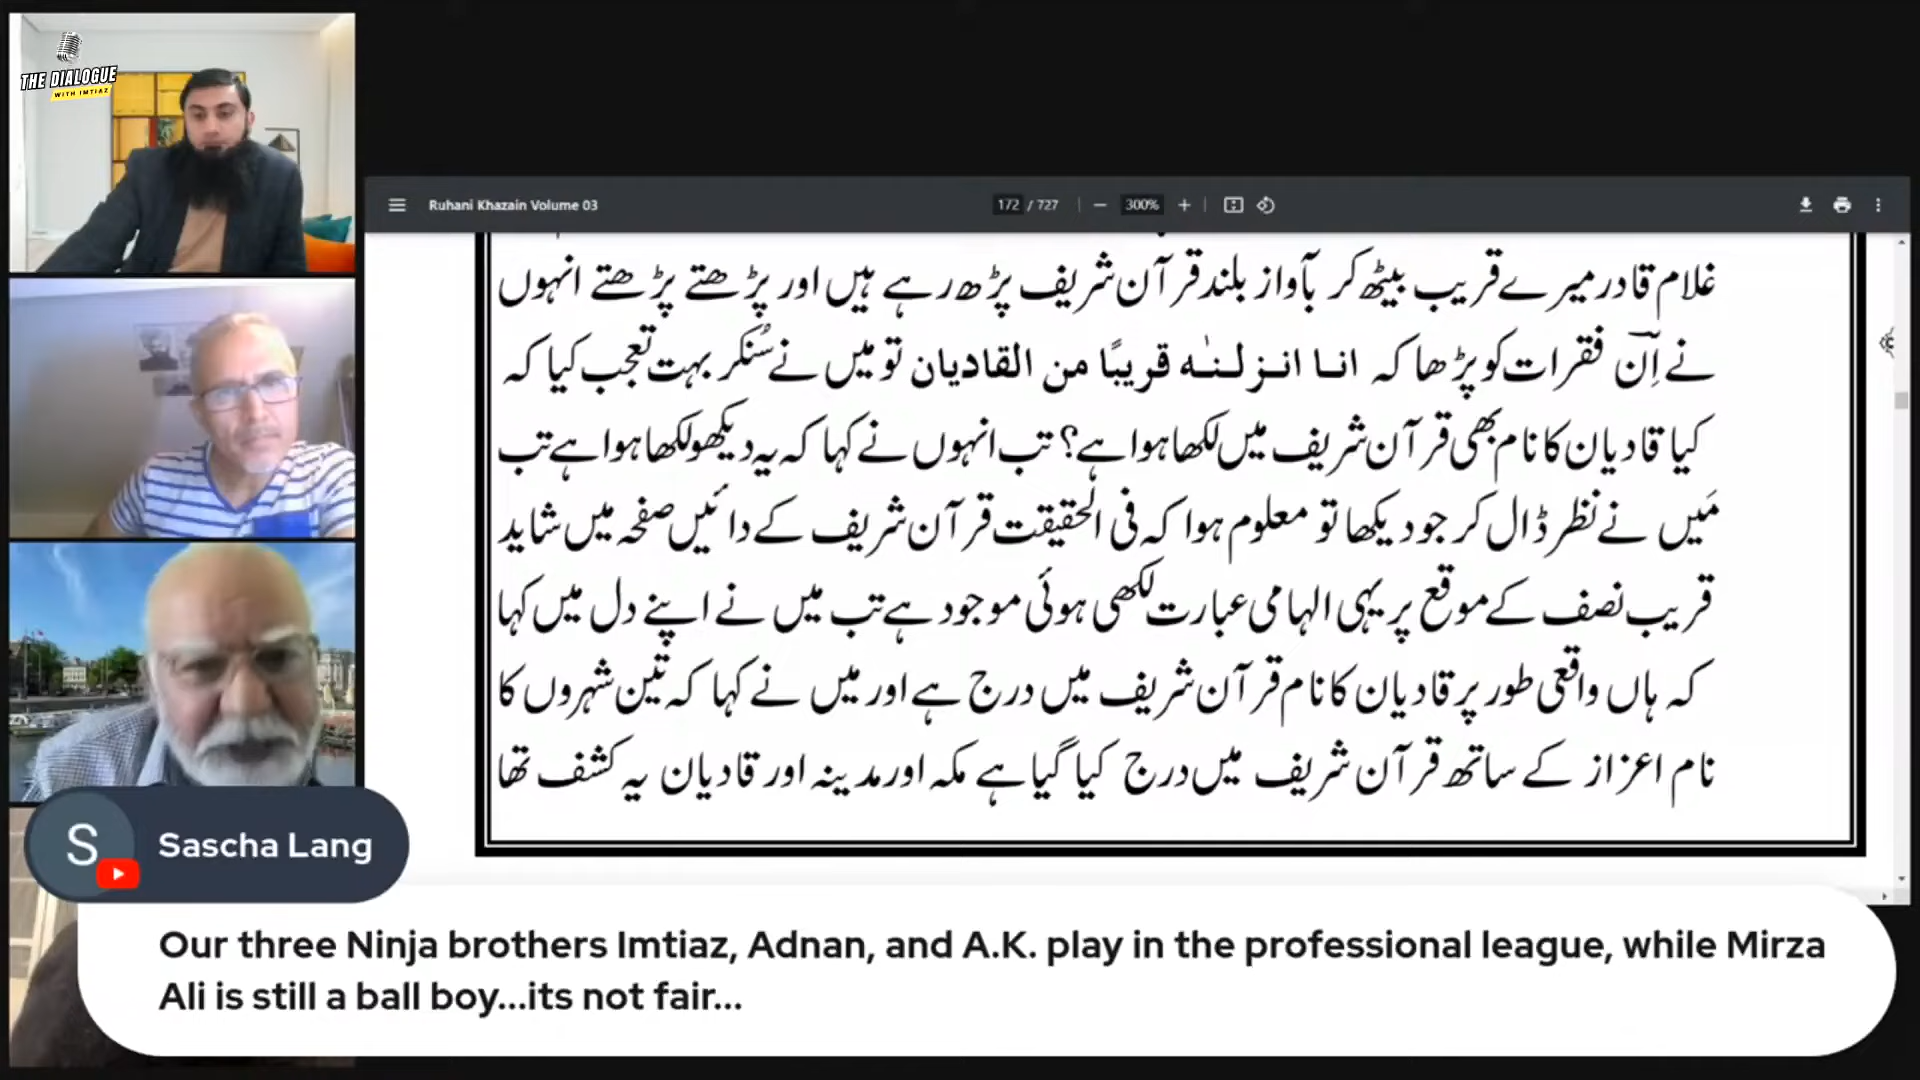 THE DIALOGUE
WITH IMTIAZ
Ruhani Khazain Volume 03
172 / 727
300%
غلام قادر میرے قریب بیٹھ کر بآواز بلند قرآن شریف پڑھ رہے ہیں اور پڑھتے پڑھتے انہوں
نے اِنؔ فقرات کو پڑھا کہ انا انزلنٰہ قریبًا من القادیان تو میں نے سُنکر بہت تعجب کیا کہ
کیا قادیان کا نام بھی قرآن شریف میں لکھا ہوا ہے؟ تب انہوں نے کہا کہ یہ دیکھو لکھا ہوا ہے تب
مَیں نے نظر ڈال کر جو دیکھا تو معلوم ہوا کہ فی الحقیقت قرآن شریف کے دائیں صفحہ میں شاید
قریب نصف کے موقع پر یہی الہامی عبارت لکھی ہوئی موجود ہے تب میں نے اپنے دل میں کہا
کہ ہاں واقعی طور پر قادیان کا نام قرآن شریف میں درج ہے اور میں نے کہا کہ تین شہروں کا
نام اعزاز کے ساتھ قرآن شریف میں درج کیا گیا ہے مکہ اور مدینہ اور قادیان یہ کشف تھا
S
Sascha Lang
Our three Ninja brothers Imtiaz, Adnan, and A.K. play in the professional league, while Mirza
Ali is still a ball boy...its not fair...